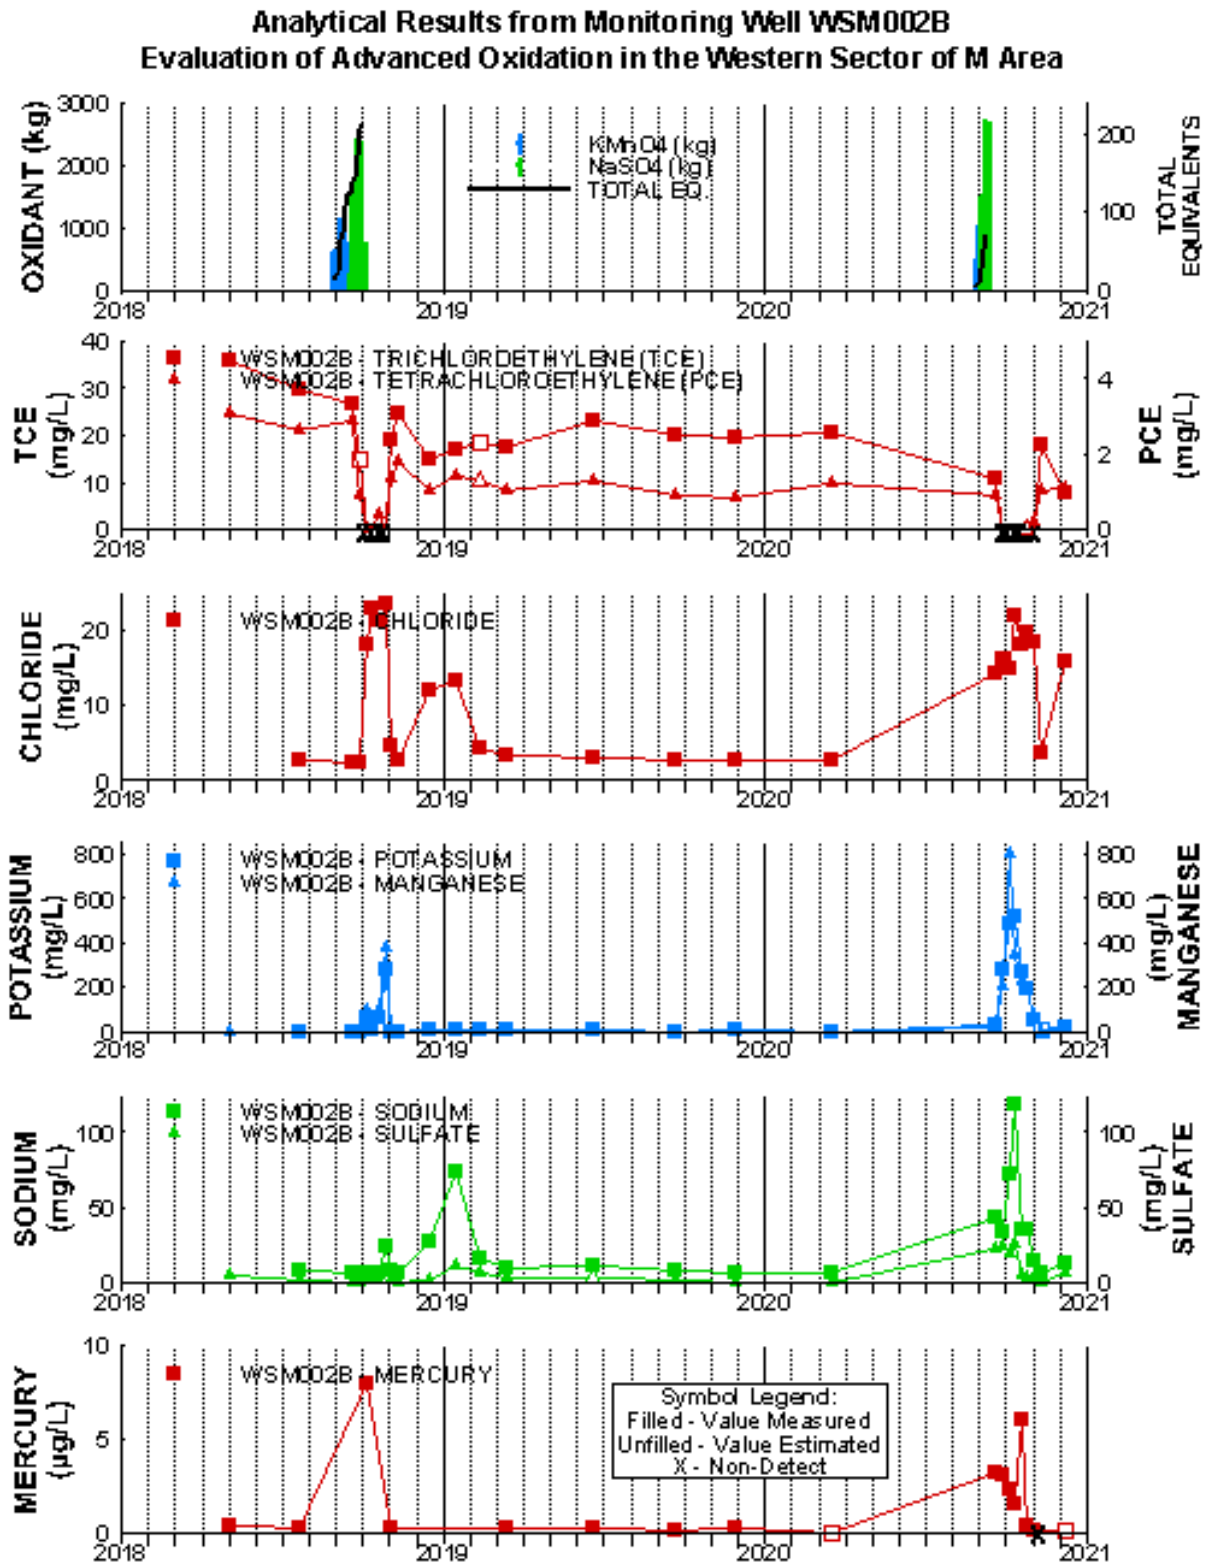 Analytical Results from Monitoring Well WSM002B
Evaluation of Advanced Oxidation in the Western Sector of M Area
OXIDANT (kg)
3000
2000
1000
0
KMnO4 (kg)
NaSO4 (kg)
TOTAL EQ.
200
100
0
TOTAL
EQUIVALENTS
2018 2019 2020 2021
TCE
(mg/L)
40
30
20
10
0
WSM002B - TRICHLOROETHYLENE (TCE)
WSM002B - TETRACHLOROETHYLENE (PCE)
4
2
0
PCE
(mg/L)
2018 2019 2020 2021
CHLORIDE
(mg/L)
20
10
0
WSM002B - CHLORIDE
2018 2019 2020 2021
POTASSIUM
(mg/L)
800
600
400
200
0
WSM002B - POTASSIUM
WSM002B - MANGANESE
800
600
400
200
0
(mg/L)
MANGANESE
2018 2019 2020 2021
SODIUM
(mg/L)
100
50
0
WSM002B - SODIUM
WSM002B - SULFATE
100
50
0
(mg/L)
SULFATE
2018 2019 2020 2021
MERCURY
(µg/L)
10
5
0
WSM002B - MERCURY
Symbol Legend:
Filled - Value Measured
Unfilled - Value Estimated
X - Non-Detect
2018 2019 2020 2021